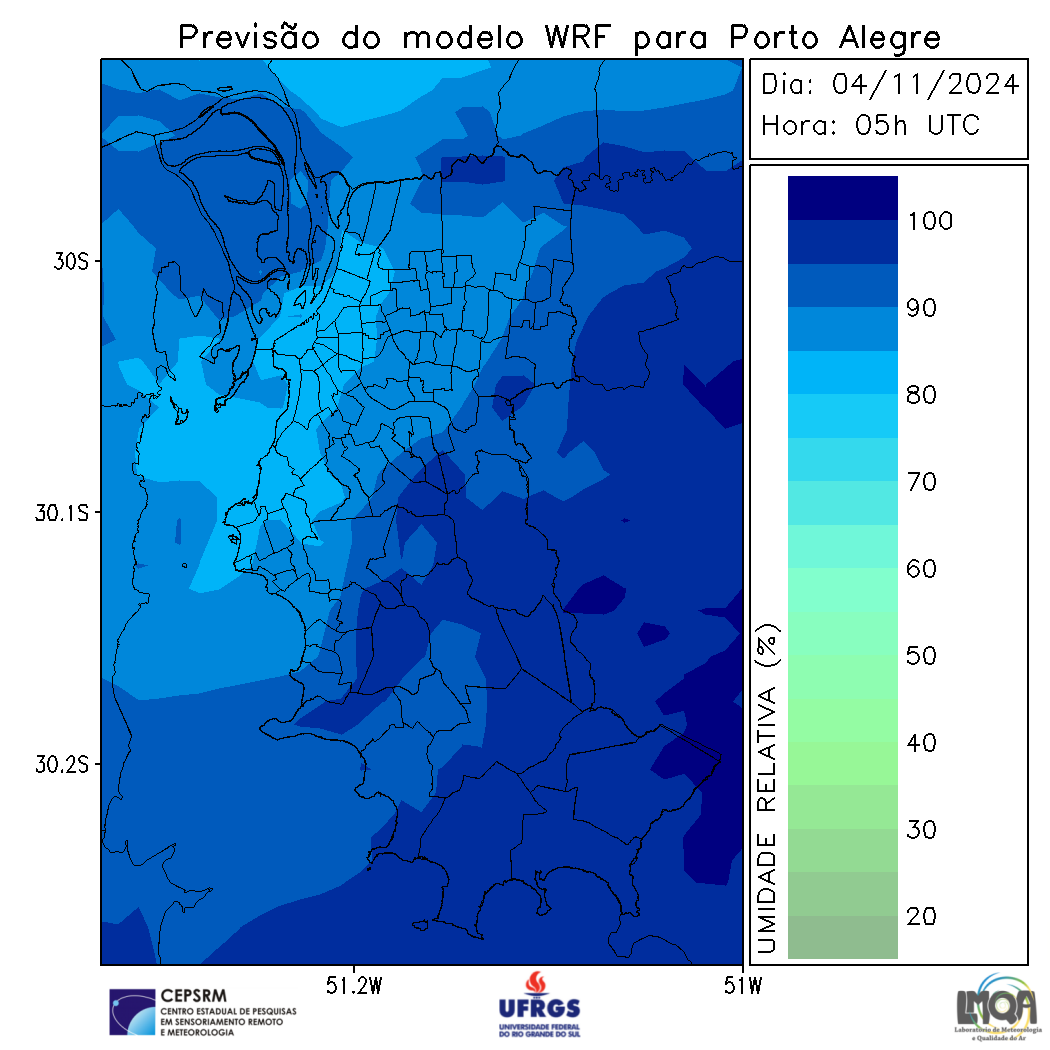 Previsão do modelo WRF para Porto Alegre
Dia: 04/11/2024
Hora: 05h UTC
30S
30.1S
30.2S
51.2W
51W
100
90
80
70
60
50
40
30
20
UMIDADE RELATIVA (%)
CEPSRM
CENTRO ESTADUAL DE PESQUISAS
EM SENSORIAMENTO REMOTO
E METEOROLOGIA
UFRGS
UNIVERSIDADE FEDERAL
DO RIO GRANDE DO SUL
LMQA
Laboratório de Meteorologia
e Qualidade do Ar